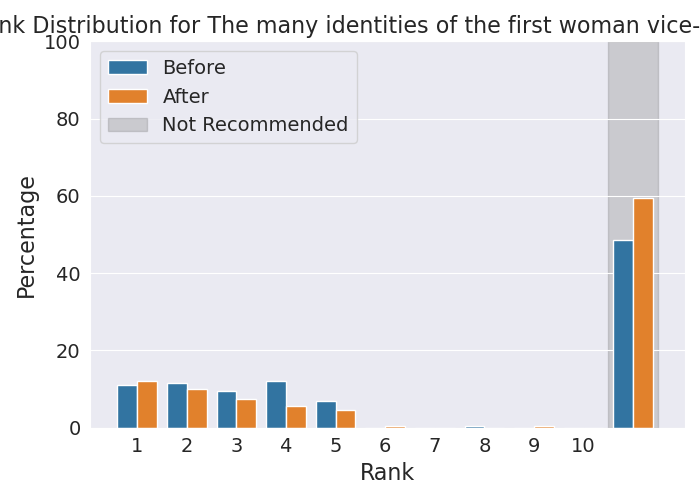 nk Distribution for The many identities of the first woman vice-
100
80
60
40
20
0
Percentage
Before
After
Not Recommended
1 2 3 4 5 6 7 8 9 10
Rank